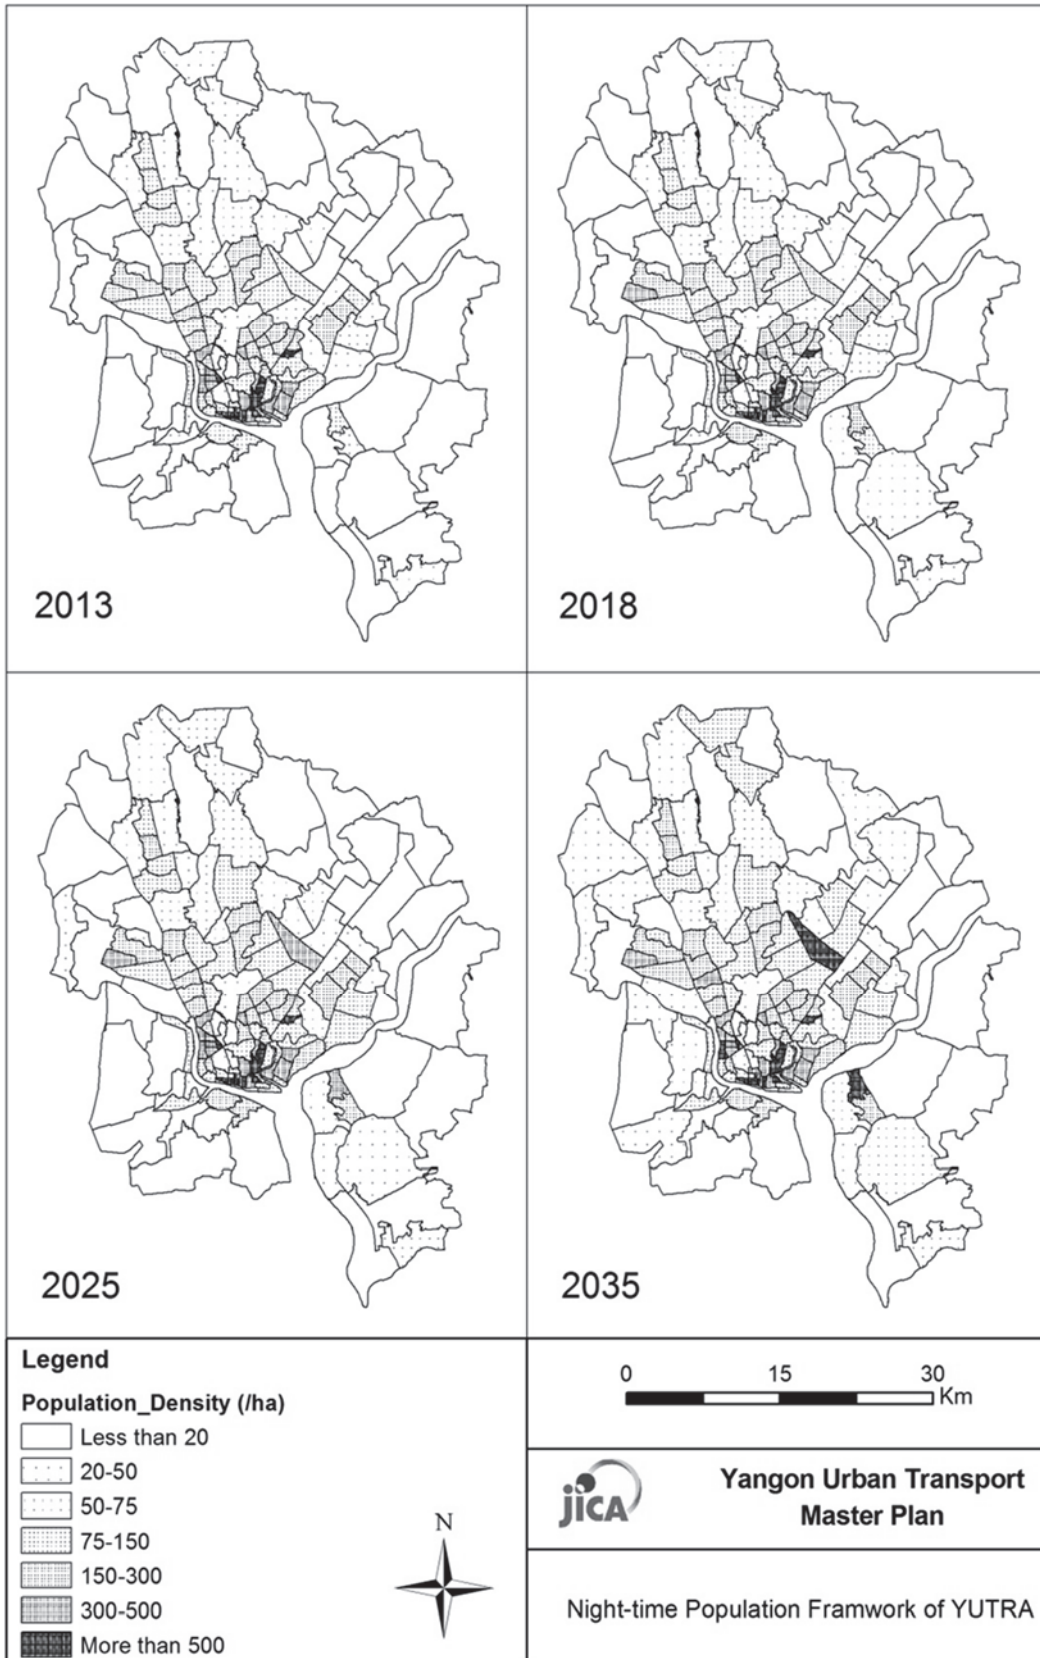 2013
2018
2025
2035
Legend
Population_Density (/ha)
Less than 20
20-50
50-75
75-150
150-300
300-500
More than 500
N
0 15 30
Km
jICA
Yangon Urban Transport
Master Plan
Night-time Population Framwork of YUTRA